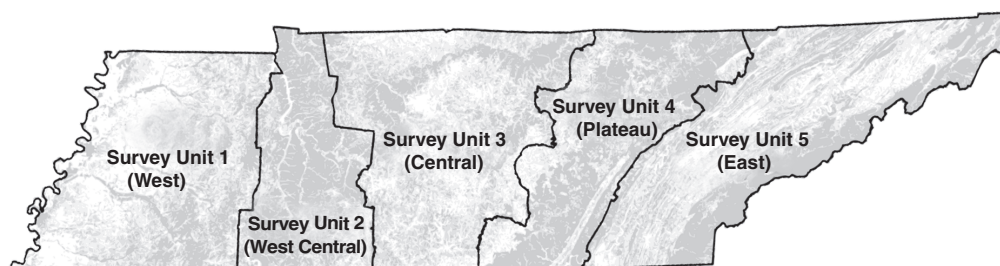 Survey Unit 1
(West)
Survey Unit 2
(West Central)
Survey Unit 3
(Central)
Survey Unit 4
(Plateau)
Survey Unit 5
(East)